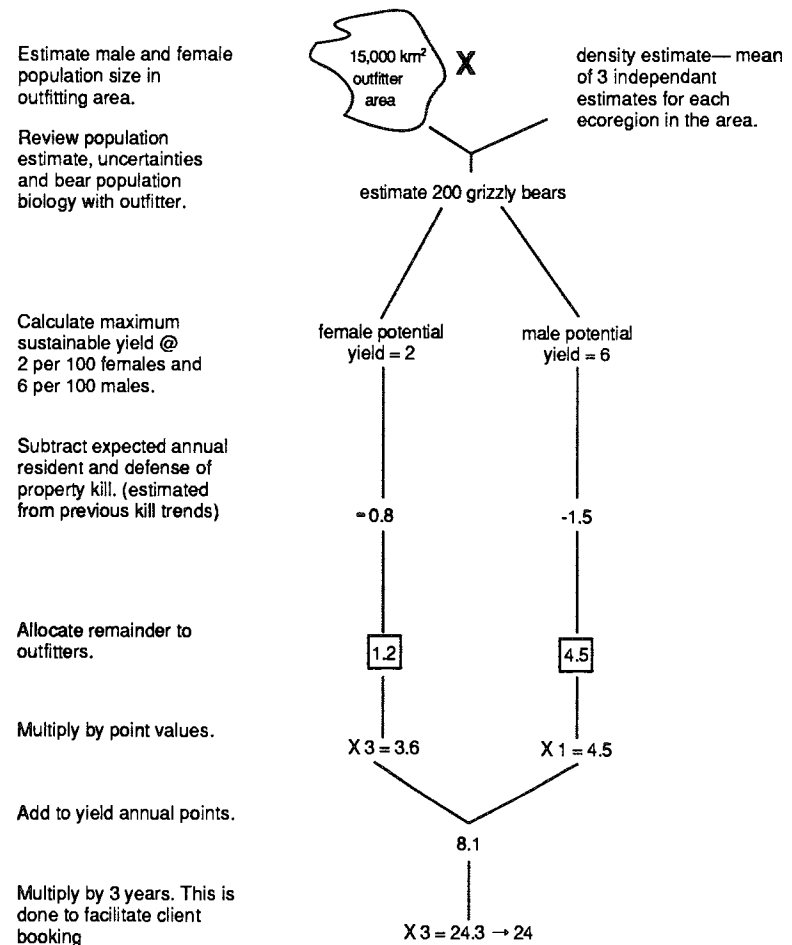 Estimate male and female
population size in
outfitting area.
15,000 km²
outfitter
area
X
density estimate— mean
of 3 independant
estimates for each
ecoregion in the area.
Review population
estimate, uncertainties
and bear population
biology with outfitter.
estimate 200 grizzly bears
Calculate maximum
sustainable yield @
2 per 100 females and
6 per 100 males.
female potential
yield = 2
male potential
yield = 6
Subtract expected annual
resident and defense of
property kill. (estimated
from previous kill trends)
-0.8
-1.5
Allocate remainder to
outfitters.
1.2
4.5
Multiply by point values.
X 3 = 3.6
X 1 = 4.5
Add to yield annual points.
8.1
Multiply by 3 years. This is
done to facilitate client
booking
X 3 = 24.3 → 24